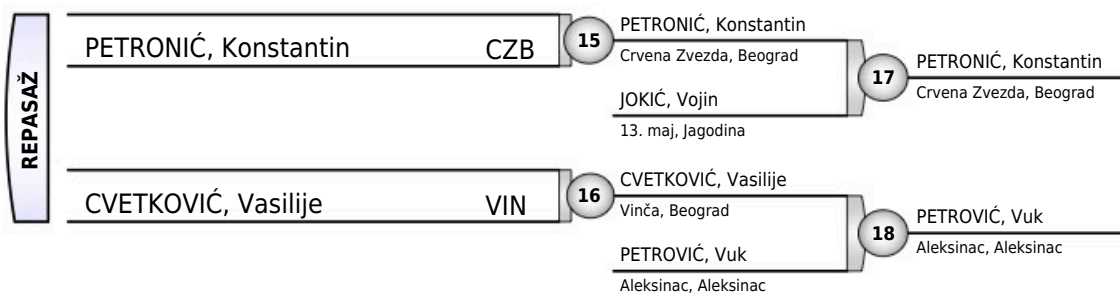 REPASAŽ
PETRONIĆ, Konstantin CZB
CVETKOVIĆ, Vasilije VIN
15
PETRONIĆ, Konstantin
Crvena Zvezda, Beograd
JOKIĆ, Vojin
13. maj, Jagodina
16
CVETKOVIĆ, Vasilije
Vinča, Beograd
PETROVIĆ, Vuk
Aleksinac, Aleksinac
17
PETRONIĆ, Konstantin
Crvena Zvezda, Beograd
18
PETROVIĆ, Vuk
Aleksinac, Aleksinac